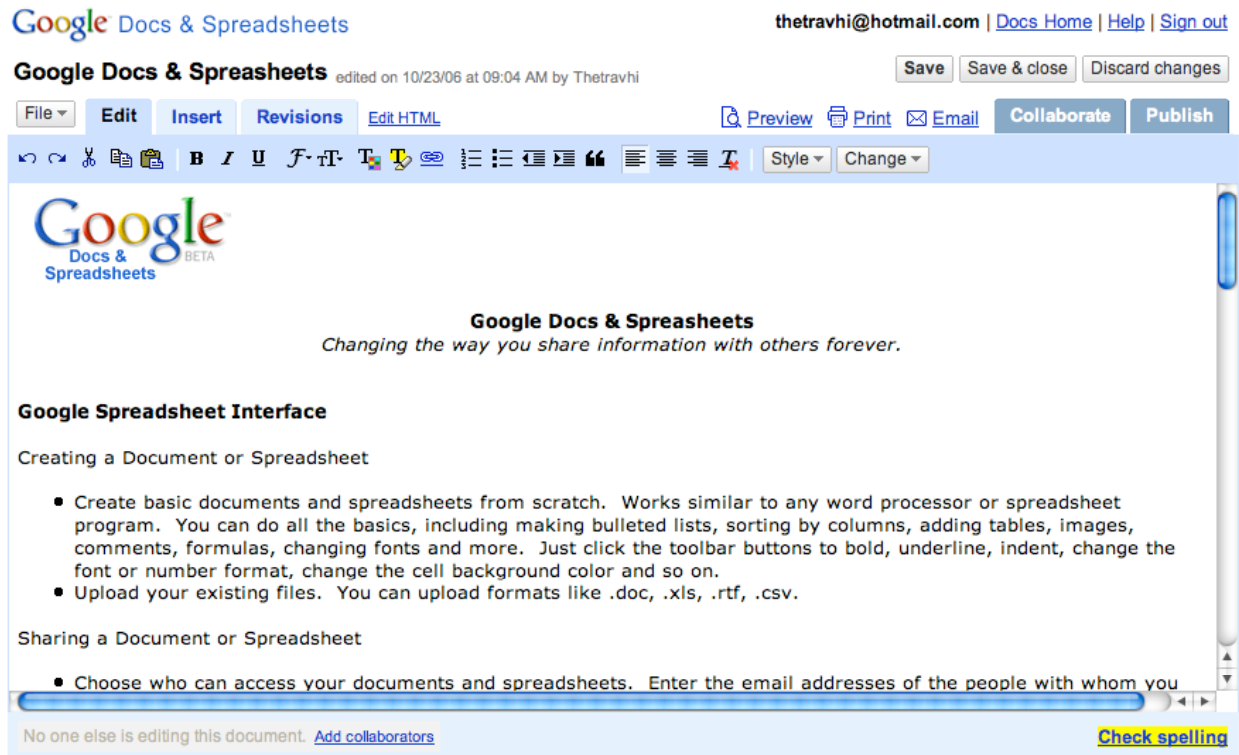 Google Docs & Spreadsheets
thetravhi@hotmail.com | Docs Home | Help | Sign out
Google Docs & Spreasheets edited on 10/23/06 at 09:04 AM by Thetravhi
Save Save & close Discard changes
File Edit Insert Revisions Edit HTML Preview Print Email Collaborate Publish
B I U Style Change
Google™
Docs & BETA
Spreadsheets
Google Docs & Spreasheets
Changing the way you share information with others forever.
Google Spreadsheet Interface
Creating a Document or Spreadsheet
Create basic documents and spreadsheets from scratch. Works similar to any word processor or spreadsheet
program. You can do all the basics, including making bulleted lists, sorting by columns, adding tables, images,
comments, formulas, changing fonts and more. Just click the toolbar buttons to bold, underline, indent, change the
font or number format, change the cell background color and so on.
Upload your existing files. You can upload formats like .doc, .xls, .rtf, .csv.
Sharing a Document or Spreadsheet
Choose who can access your documents and spreadsheets. Enter the email addresses of the people with whom you
No one else is editing this document. Add collaborators
Check spelling